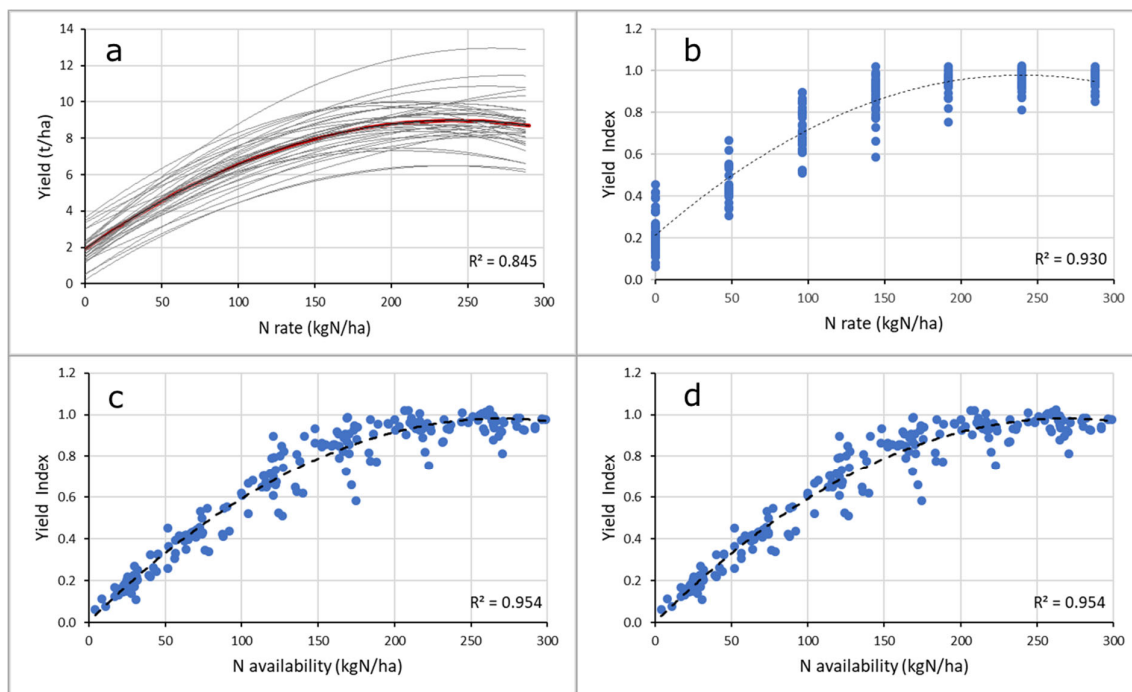 a
14
12
10
8
6
4
2
0
Yield (t/ha)
R² = 0.845
0 50 100 150 200 250 300
N rate (kgN/ha)
b
1.2
1.0
0.8
0.6
0.4
0.2
0.0
Yield Index
R² = 0.930
0 50 100 150 200 250 300
N rate (kgN/ha)
c
1.2
1.0
0.8
0.6
0.4
0.2
0.0
Yield Index
R² = 0.954
0 50 100 150 200 250 300
N availability (kgN/ha)
d
1.2
1.0
0.8
0.6
0.4
0.2
0.0
Yield Index
R² = 0.954
0 50 100 150 200 250 300
N availability (kgN/ha)